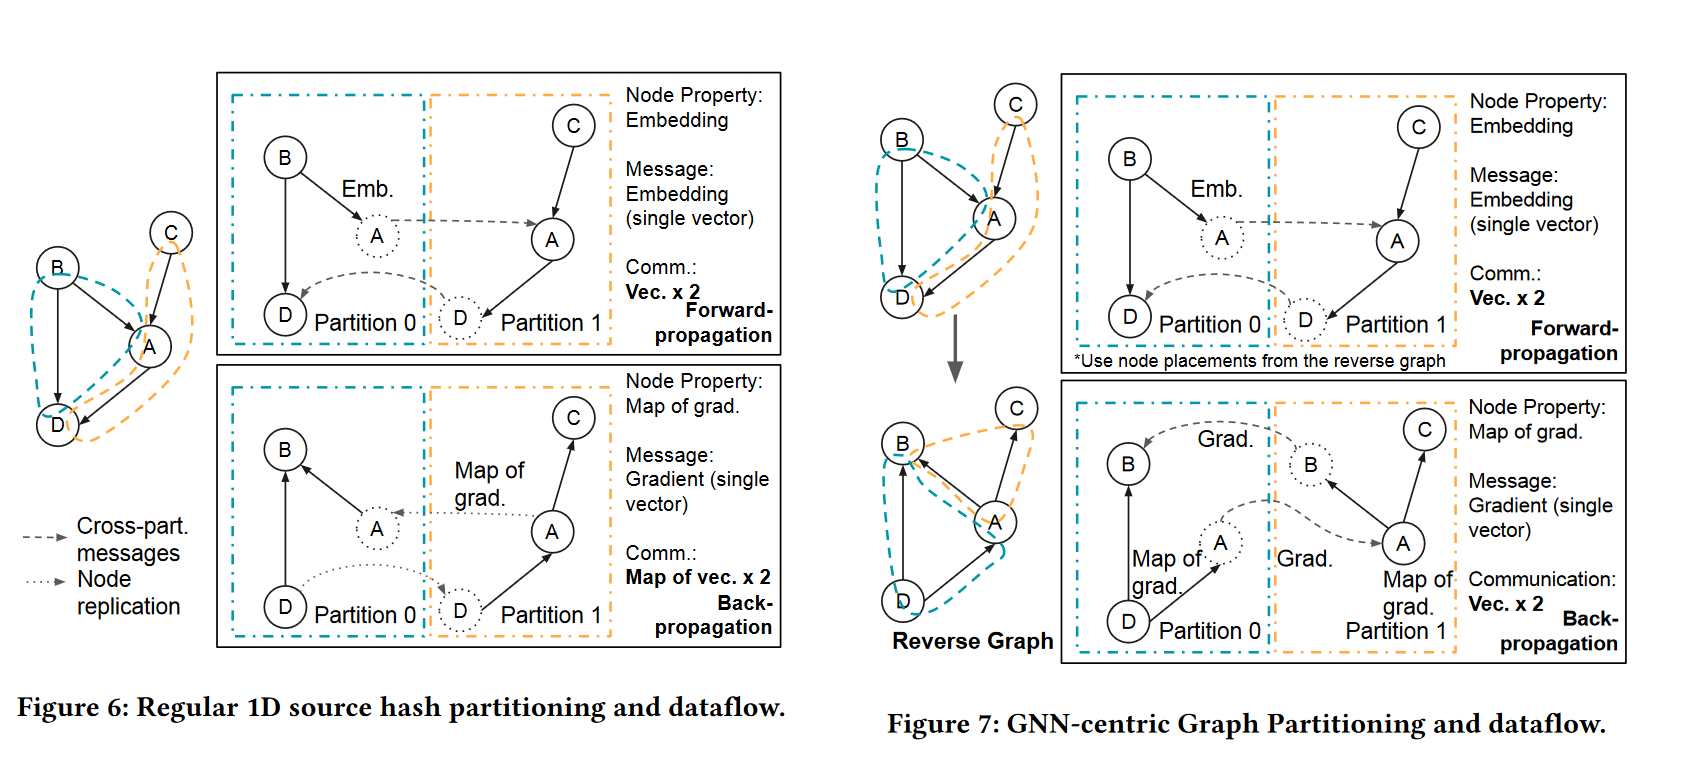 B
C
A
D
Cross-part.
messages
Node
replication
B
C
Emb.
A
A
D
D
Partition 0
Partition 1
Node Property:
Embedding
Message:
Embedding
(single vector)
Comm.:
Vec. x 2
Forward-
propagation
B
C
Map of
grad.
A
A
D
D
Partition 0
Partition 1
Node Property:
Map of grad.
Message:
Gradient (single
vector)
Comm.:
Map of vec. x 2
Back-
propagation
Figure 6: Regular 1D source hash partitioning and dataflow.
C
B
A
D
C
B
A
D
Reverse Graph
B
C
Emb.
A
A
D
D
Partition 0
Partition 1
*Use node placements from the reverse graph
Node Property:
Embedding
Message:
Embedding
(single vector)
Comm.:
Vec. x 2
Forward-
propagation
Grad.
C
B
B
A
A
Map of
grad.
Grad.
Map of
grad.
D
Partition 0
Partition 1
Node Property:
Map of grad.
Message:
Gradient (single
vector)
Communication:
Vec. x 2
Back-
propagation
Figure 7: GNN-centric Graph Partitioning and dataflow.